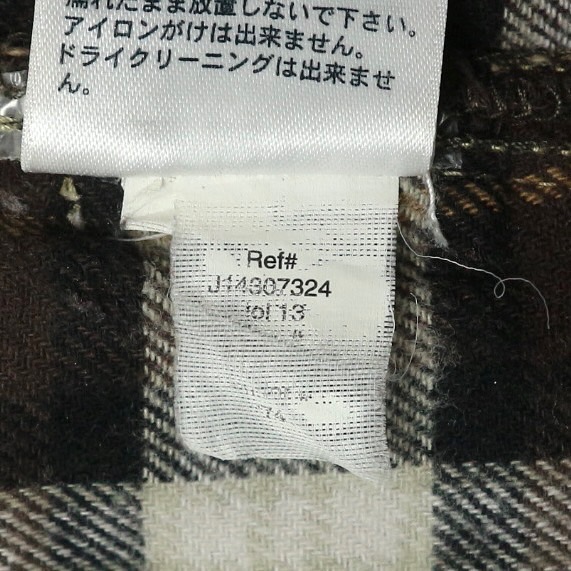 濡れたまま放置しないで下さい。
アイロンがけは出来ません。
ドライクリーニングは出来ませ
ん。
Ref#
J14307324
fol 13